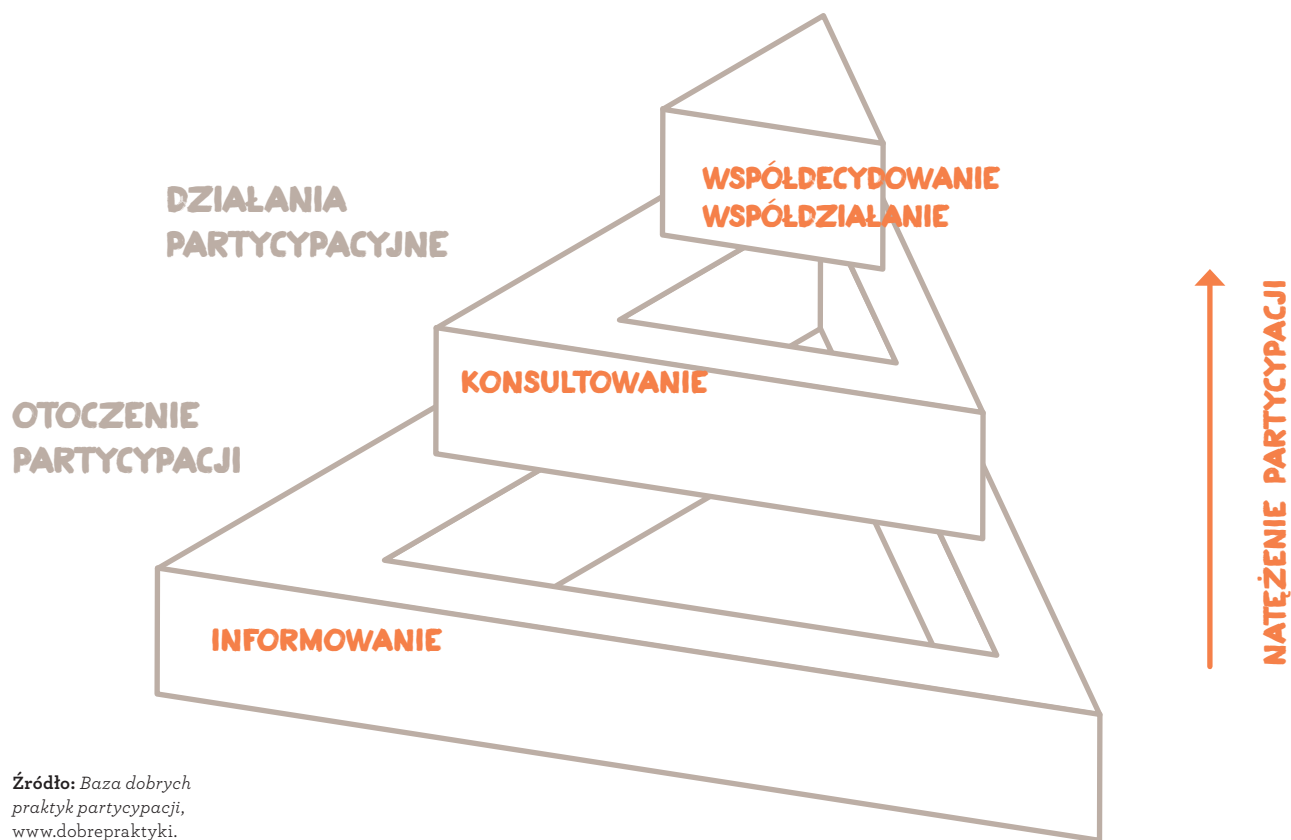 WSPÓŁDECYDOWANIE
WSPÓŁDZIAŁANIE
DZIAŁANIA
PARTYCYPACYJNE
KONSULTOWANIE
OTOCZENIE
PARTYCYPACJI
INFORMOWANIE
NATĘŻENIE PARTYCYPACJI
Źródło: Baza dobrych
praktyk partycypacji,
www.dobrepraktyki.